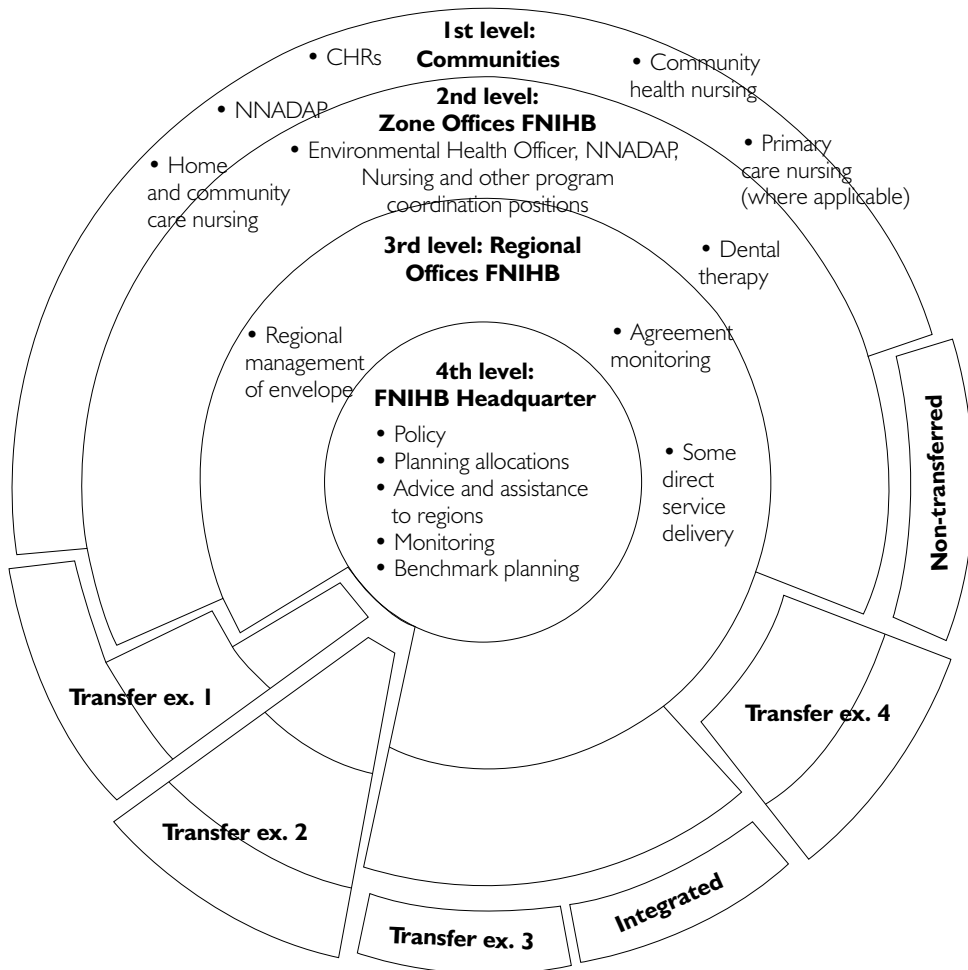 1st level:
Communities
• CHRs
• NNADAP
• Home
and community
care nursing
• Community
health nursing
• Primary
care nursing
(where applicable)
• Dental
therapy
2nd level:
Zone Offices FNIHB
• Environmental Health Officer, NNADAP,
Nursing and other program
coordination positions
3rd level: Regional
Offices FNIHB
• Regional
management
of envelope
• Agreement
monitoring
• Some
direct
service
delivery
4th level:
FNIHB Headquarter
• Policy
• Planning allocations
• Advice and assistance
to regions
• Monitoring
• Benchmark planning
Non-transferred
Transfer ex. 1
Transfer ex. 2
Transfer ex. 3
Integrated
Transfer ex. 4